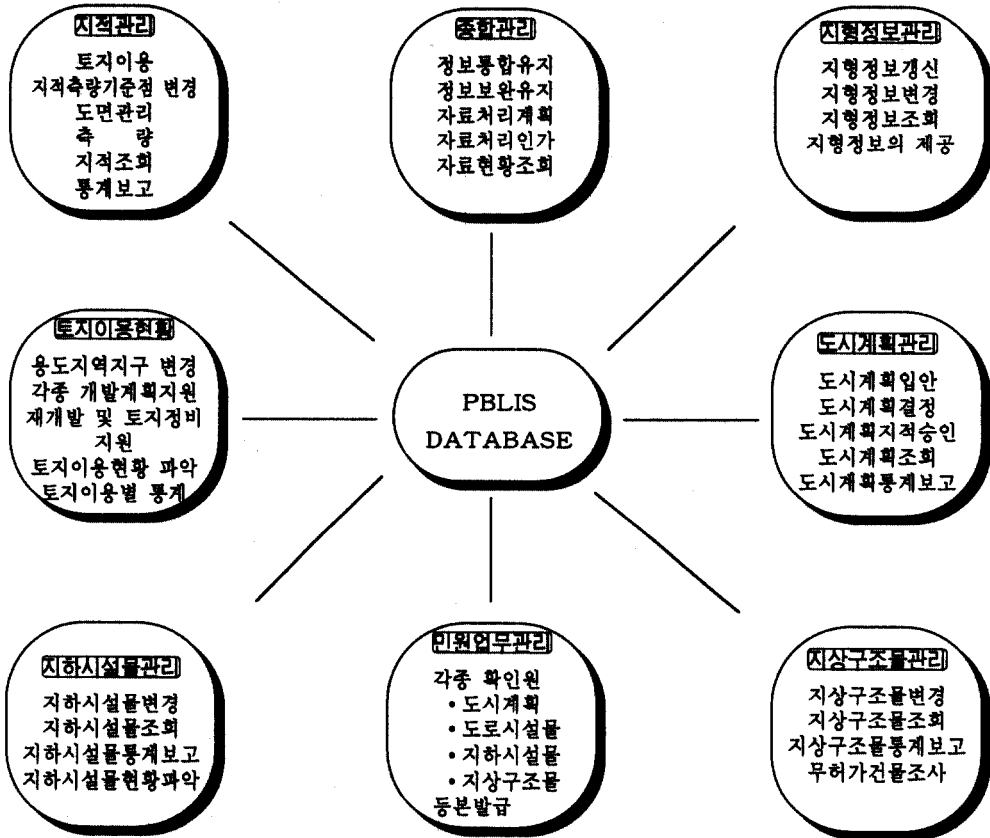 지적관리
토지이용
지적측량기준점 변경
도면관리
측 량
지적조회
통계보고
종합관리
정보통합유지
정보보완유지
자료처리계획
자료처리인가
자료현황조회
지형정보관리
지형정보갱신
지형정보변경
지형정보조회
지형정보의 제공
토지이용현황
용도지역지구 변경
각종 개발계획지원
재개발 및 토지정비
지원
토지이용현황 파악
토지이용별 통계
PBLIS
DATABASE
도시계획관리
도시계획입안
도시계획결정
도시계획지적승인
도시계획조회
도시계획통계보고
지하시설물관리
지하시설물변경
지하시설물조회
지하시설물통계보고
지하시설물현황파악
민원업무관리
각종 확인원
• 도시계획
• 도로시설물
• 지하시설물
• 지상구조물
등본발급
지상구조물관리
지상구조물변경
지상구조물조회
지상구조물통계보고
무허가건물조사